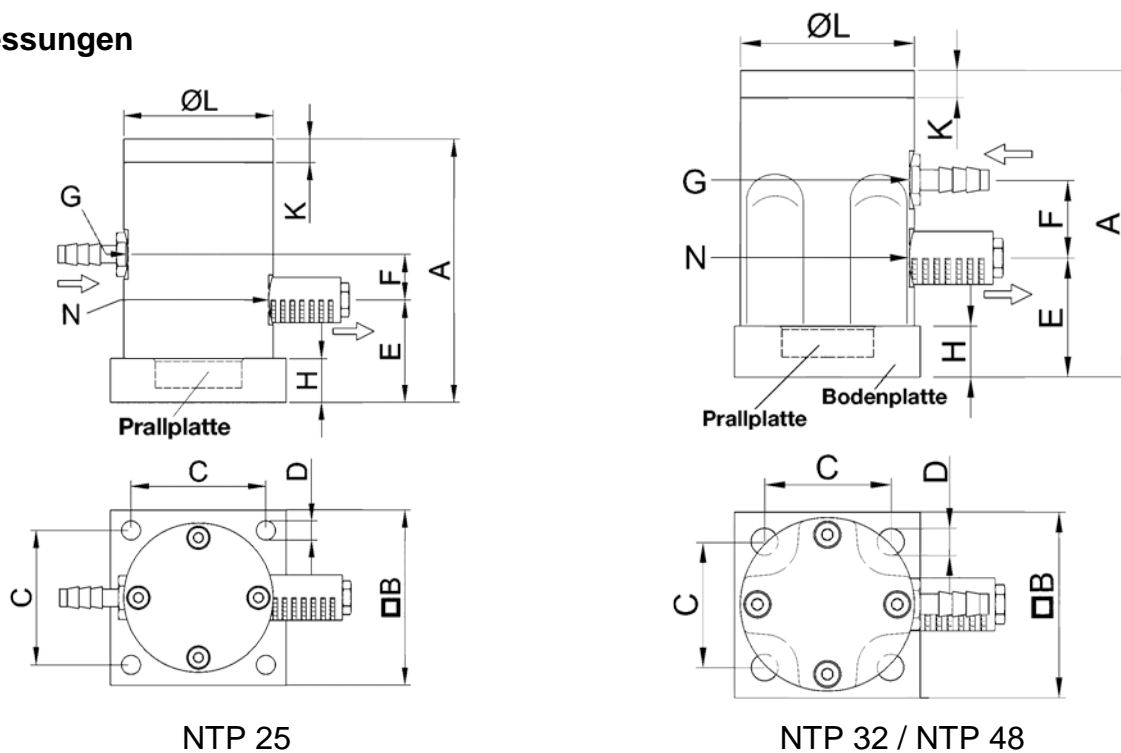 essungen
ØL
K
G
F
A
N
E
H
Prallplatte
C
D
C
□B
NTP 25
ØL
K
G
F
A
N
E
H
Bodenplatte
Prallplatte
C
D
C
□B
NTP 32 / NTP 48